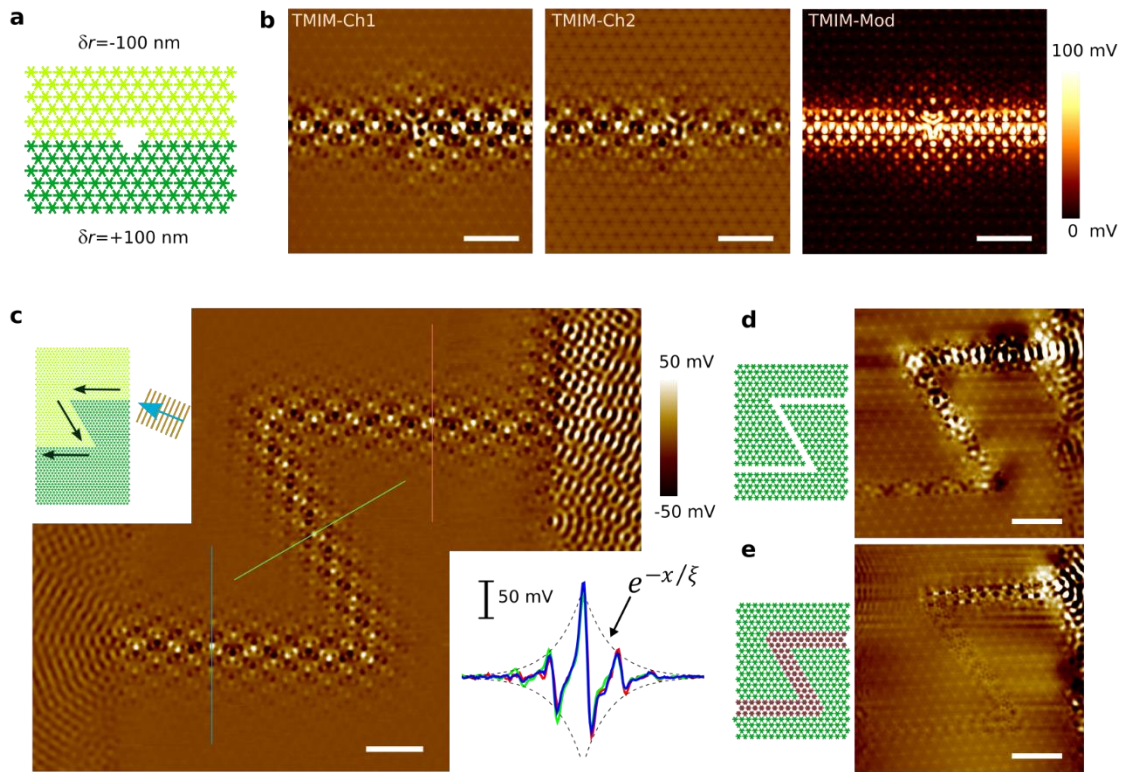 a
δr=-100 nm
δr=+100 nm
b
TMIM-Ch1
TMIM-Ch2
TMIM-Mod
100 mV
0 mV
c
50 mV
-50 mV
50 mV
e^{-x/ξ}
d
e